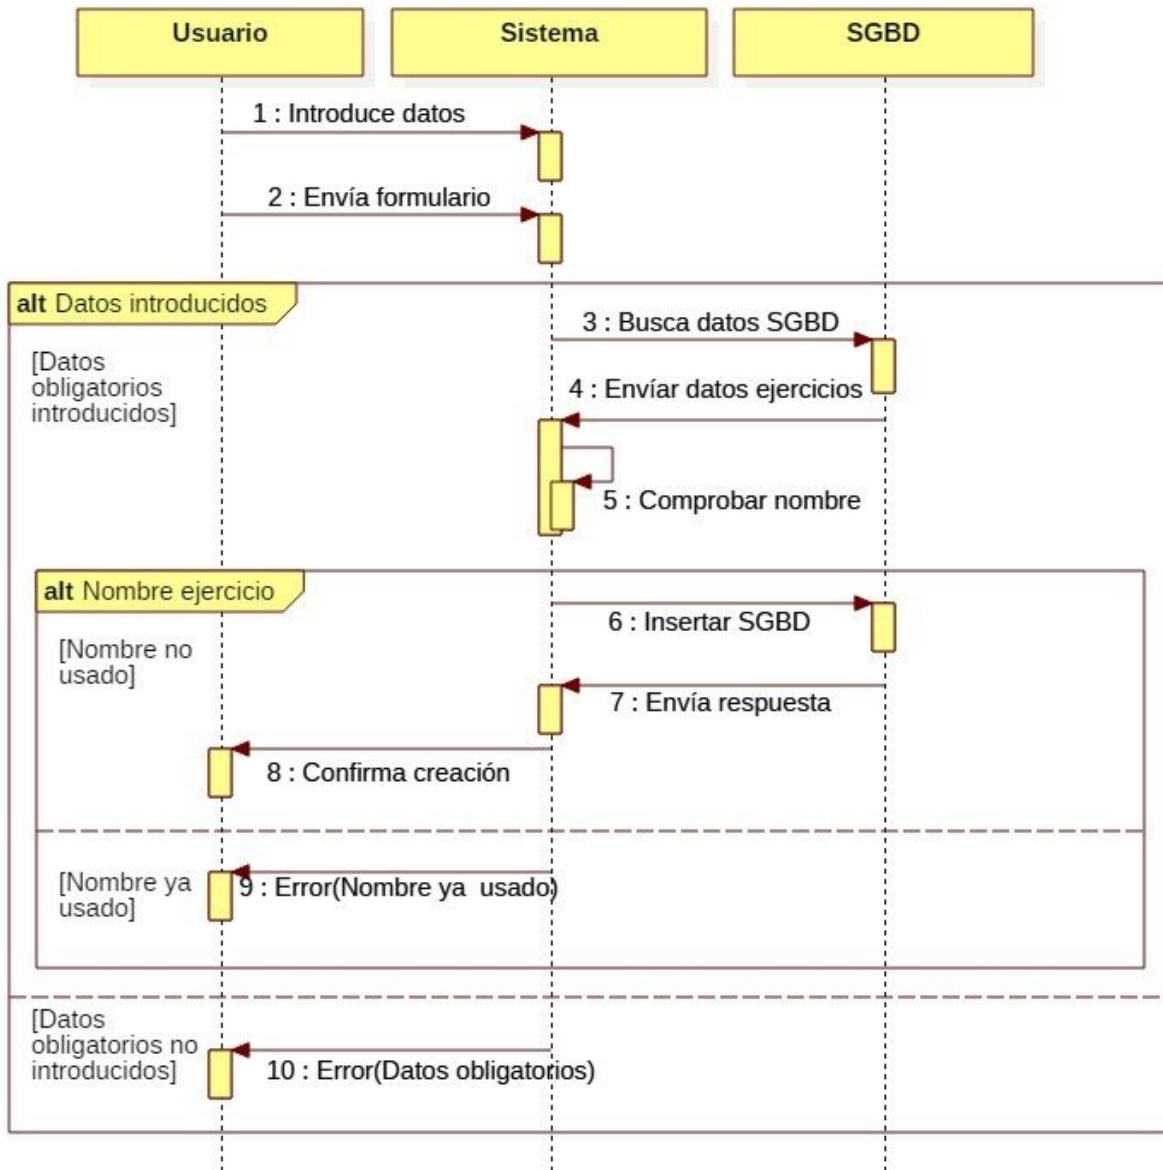 Usuario
Sistema
SGBD
1 : Introduce datos
2 : Envía formulario
alt Datos introducidos
3 : Busca datos SGBD
[Datos
obligatorios
introducidos]
4 : Envíar datos ejercicios
5 : Comprobar nombre
alt Nombre ejercicio
6 : Insertar SGBD
[Nombre no
usado]
7 : Envía respuesta
8 : Confirma creación
[Nombre ya
usado]
9 : Error(Nombre ya  usado)
[Datos
obligatorios no
introducidos]
10 : Error(Datos obligatorios)